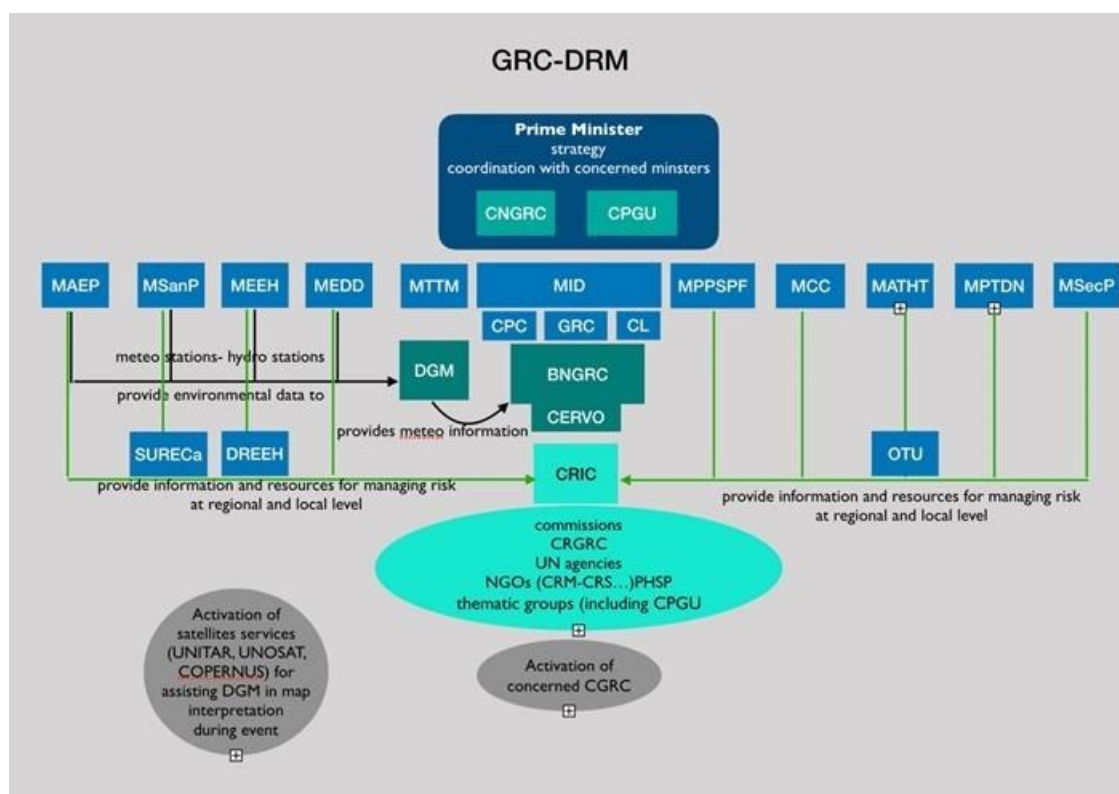 GRC-DRM
Prime Minister
strategy
coordination with concerned minsters
CNGRC
CPGU
MAEP
MSanP
MEEH
MEDD
MTTM
MID
MPPSPF
MCC
MATHT
MPTDN
MSecP
CPC
GRC
CL
meteo stations- hydro stations
provide environmental data to
DGM
BNGRC
CERVO
provides meteo information
SURECa
DREEH
CRIC
OTU
provide information and resources for managing risk
at regional and local level
provide information and resources for managing risk
at regional and local level
commissions
CRGRC
UN agencies
NGOs (CRM-CRS...)PHSP
thematic groups (including CPGU
Activation of
satellites services
(UNITAR, UNOSAT,
COPERNUS) for
assisting DGM in map
interpretation
during event
Activation of
concerned CGRC